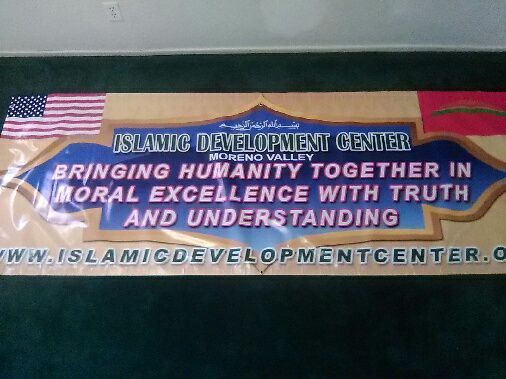 بسم الله الرحمن الرحيم
ISLAMIC DEVELOPMENT CENTER
MORENO VALLEY
BRINGING HUMANITY TOGETHER IN
MORAL EXCELLENCE WITH TRUTH
AND UNDERSTANDING
WWW.ISLAMICDEVELOPMENTCENTER.O